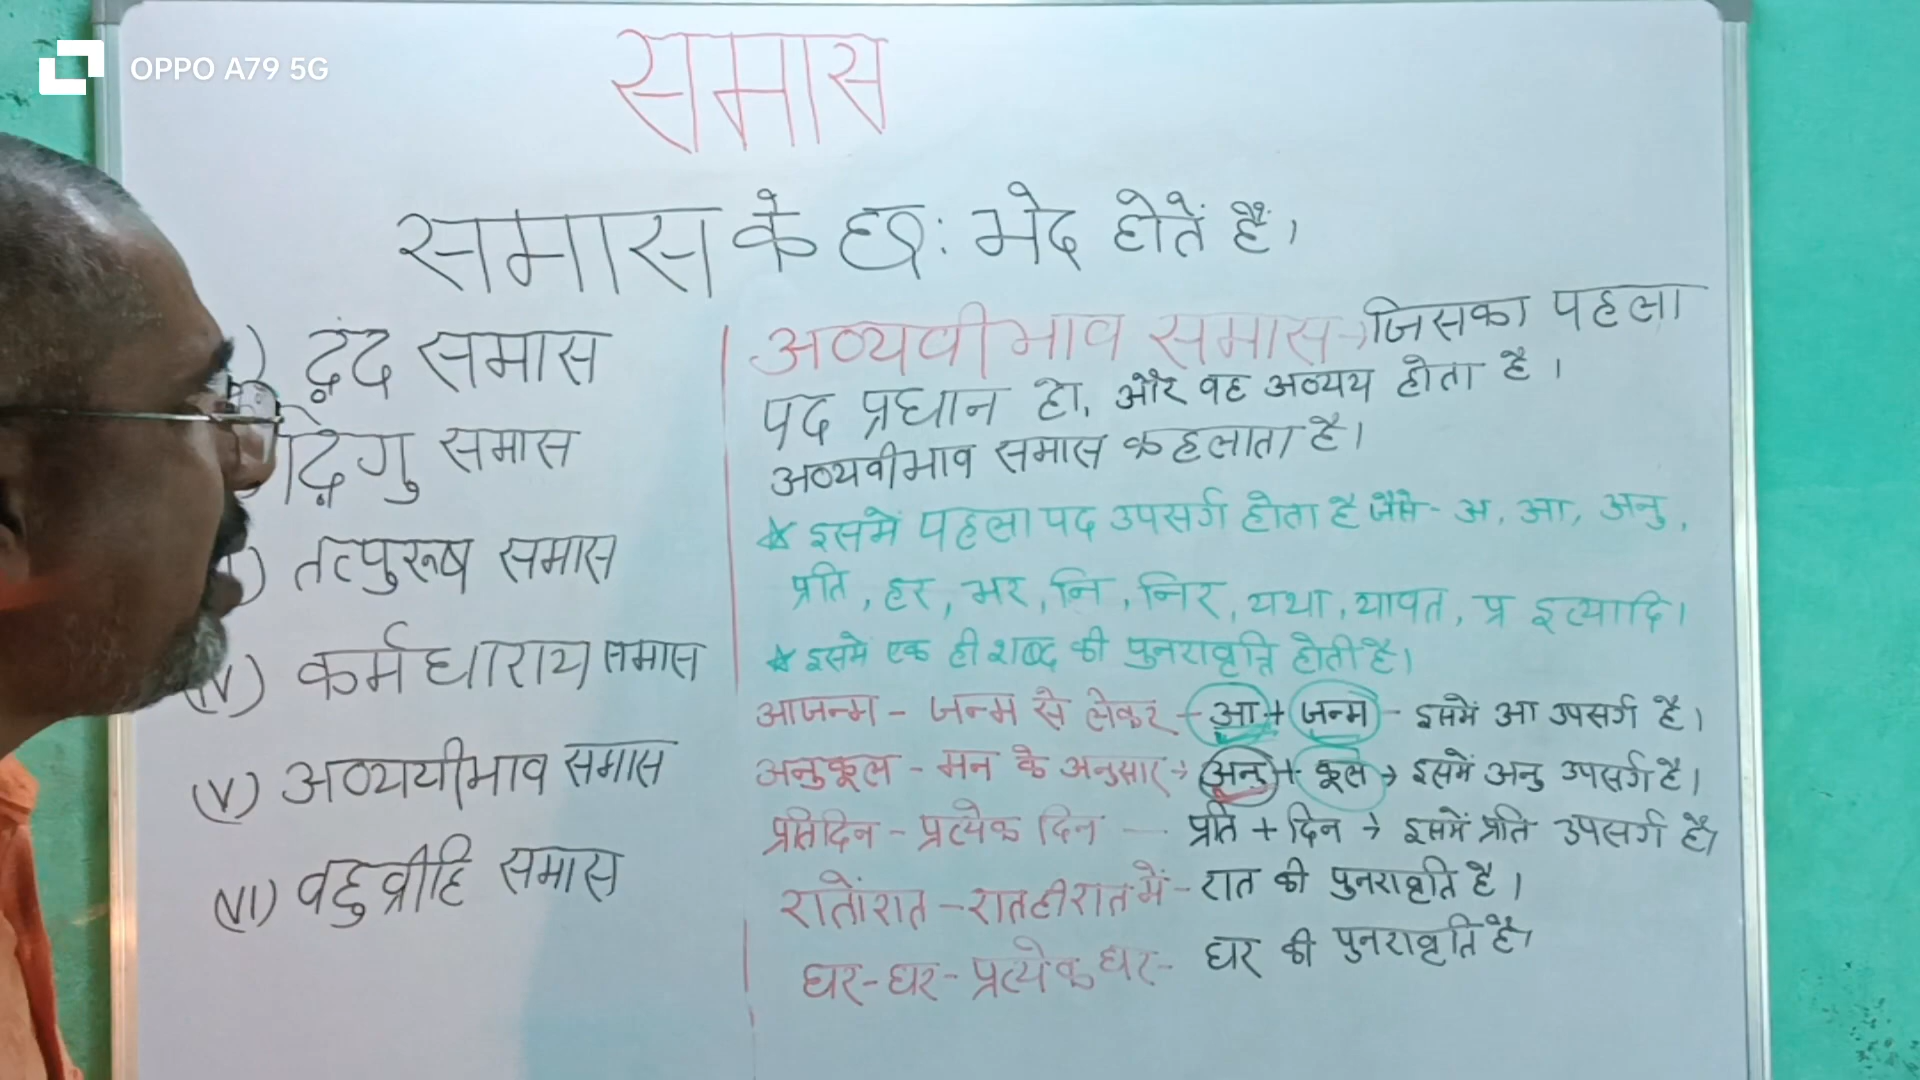 OPPO A79 5G
समास
समास के छ: भेद होतें हैं।
) द्वंद समास
द्विगु समास
) तत्पुरूष समास
(IV) कर्मधाराय समास
(V) अव्ययीभाव समास
(VI) बहुव्रीहि समास
अव्यवीभाव समास→ जिसका पहला
पद प्रधान हो, और वह अव्यय होता है ।
अव्यवीभाव समास कहलाता है।
☆ इसमें पहला पद उपसर्ग होता है जैसे - अ, आ, अनु,
प्रति, हर, भर, नि, निर, यथा, यावत, प्र इत्यादि।
☆ इसमे एक ही शब्द की पुनरावृत्ति होती है।
आजन्म - जन्म से लेकर - आ + जन्म - इसमें आ उपसर्ग है।
अनुकूल - मन के अनुसार → अनु + कूल → इसमें अनु उपसर्ग है।
प्रतिदिन - प्रत्येक दिन — प्रति + दिन → इसमें प्रति उपसर्ग है।
रातोंरात - रात ही रात में - रात की पुनरावृति है।
घर-घर - प्रत्येक घर - घर की पुनरावृति है।